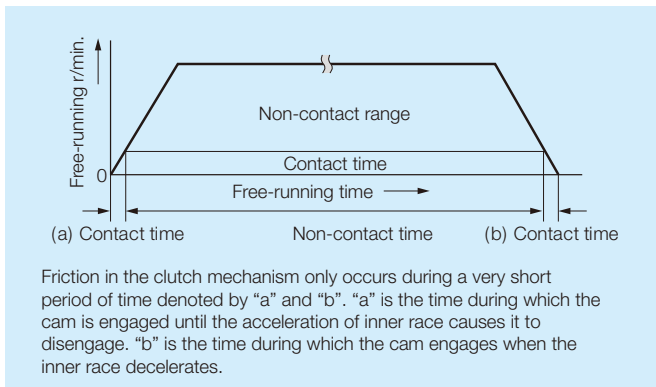 Free-running r/min.
Non-contact range
Contact time
0
Free-running time
(a) Contact time
Non-contact time
(b) Contact time
Friction in the clutch mechanism only occurs during a very short
period of time denoted by “a” and “b”. “a” is the time during which the
cam is engaged until the acceleration of inner race causes it to
disengage. “b” is the time during which the cam engages when the
inner race decelerates.